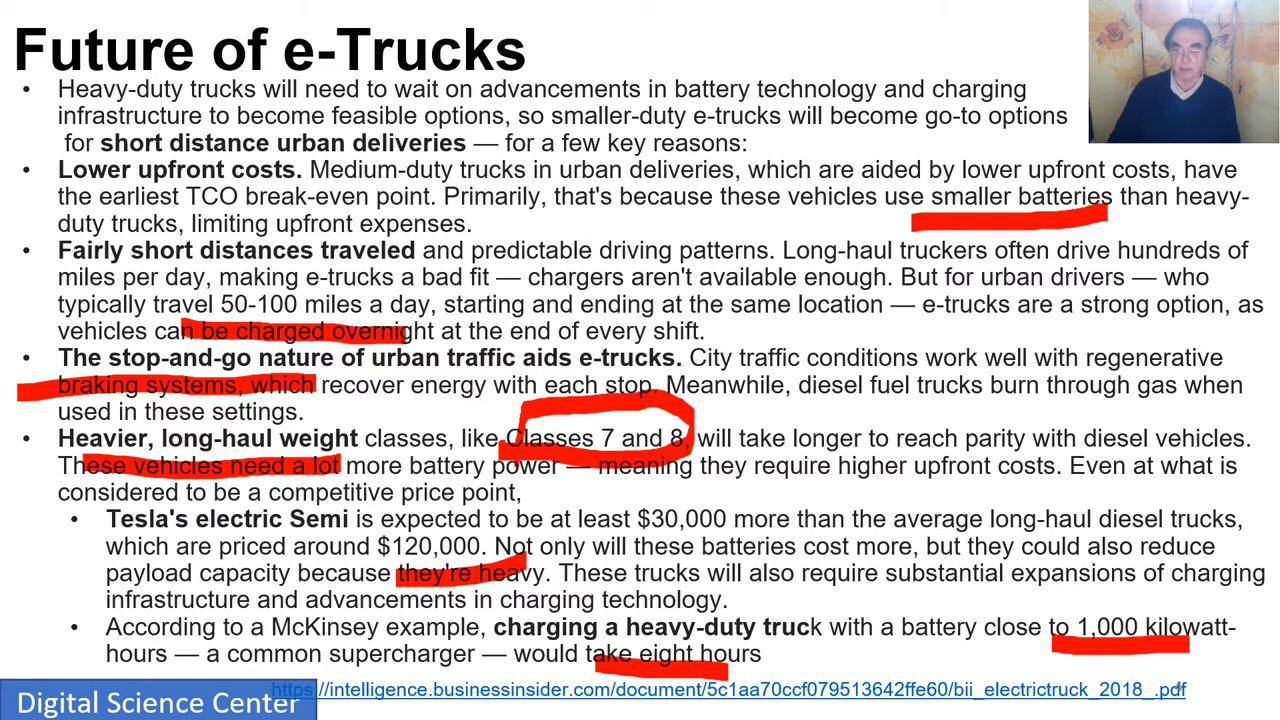 Future of e-Trucks
• Heavy-duty trucks will need to wait on advancements in battery technology and charging
infrastructure to become feasible options, so smaller-duty e-trucks will become go-to options
for short distance urban deliveries — for a few key reasons:
• Lower upfront costs. Medium-duty trucks in urban deliveries, which are aided by lower upfront costs, have
the earliest TCO break-even point. Primarily, that's because these vehicles use smaller batteries than heavy-
duty trucks, limiting upfront expenses.
• Fairly short distances traveled and predictable driving patterns. Long-haul truckers often drive hundreds of
miles per day, making e-trucks a bad fit — chargers aren't available enough. But for urban drivers — who
typically travel 50-100 miles a day, starting and ending at the same location — e-trucks are a strong option, as
vehicles can be charged overnight at the end of every shift.
• The stop-and-go nature of urban traffic aids e-trucks. City traffic conditions work well with regenerative
braking systems, which recover energy with each stop. Meanwhile, diesel fuel trucks burn through gas when
used in these settings.
• Heavier, long-haul weight classes, like Classes 7 and 8, will take longer to reach parity with diesel vehicles.
These vehicles need a lot more battery power — meaning they require higher upfront costs. Even at what is
considered to be a competitive price point,
• Tesla's electric Semi is expected to be at least $30,000 more than the average long-haul diesel trucks,
which are priced around $120,000. Not only will these batteries cost more, but they could also reduce
payload capacity because they're heavy. These trucks will also require substantial expansions of charging
infrastructure and advancements in charging technology.
• According to a McKinsey example, charging a heavy-duty truck with a battery close to 1,000 kilowatt-
hours — a common supercharger — would take eight hours
https://intelligence.businessinsider.com/document/5c1aa70ccf079513642ffe60/bii_electrictruck_2018_.pdf
Digital Science Center